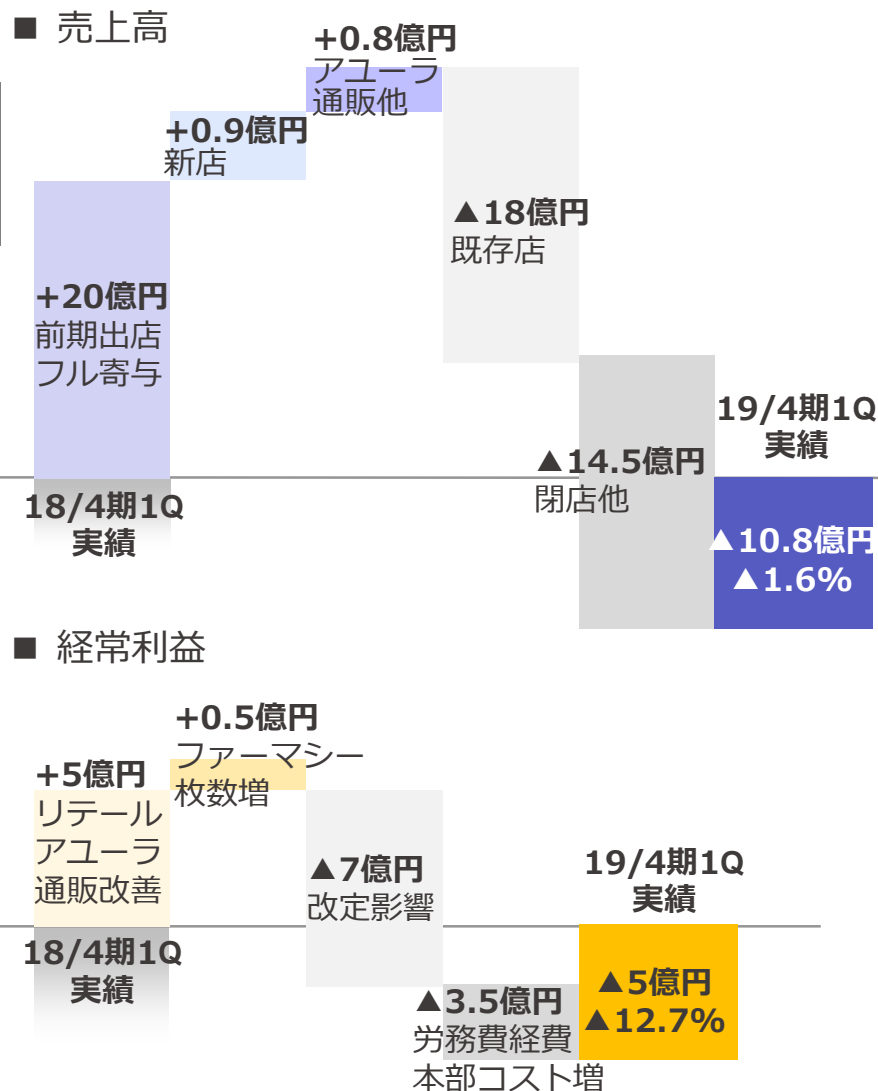 ■ 売上高
+0.8億円
アユーラ
通販他
+0.9億円
新店
▲18億円
既存店
+20億円
前期出店
フル寄与
19/4期1Q
実績
▲14.5億円
閉店他
18/4期1Q
実績
▲10.8億円
▲1.6%
■ 経常利益
+0.5億円
ファーマシー
枚数増
+5億円
リテール
アユーラ
通販改善
▲7億円
改定影響
19/4期1Q
実績
18/4期1Q
実績
▲3.5億円
労務費経費
本部コスト増
▲5億円
▲12.7%